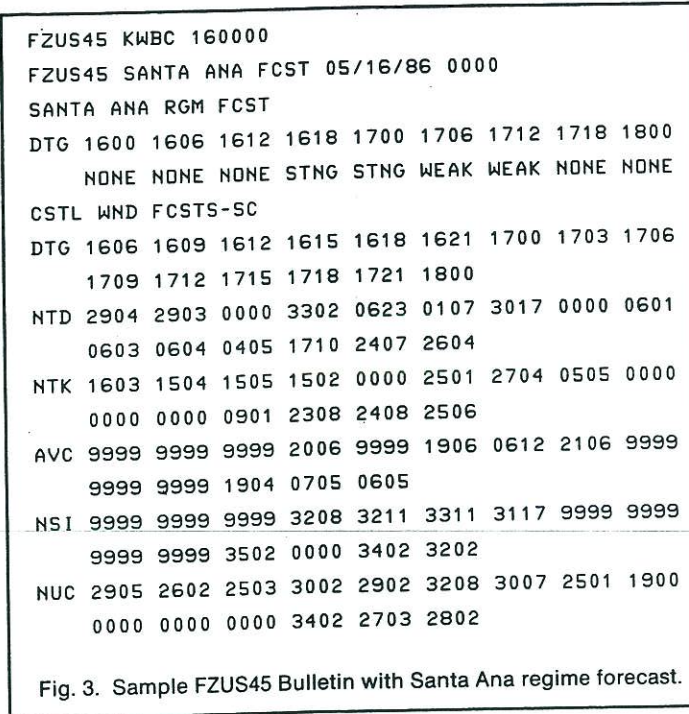 FZUS45 KWBC 160000
FZUS45 SANTA ANA FCST 05/16/86 0000
SANTA ANA RGM FCST
DTG 1600 1606 1612 1618 1700 1706 1712 1718 1800
NONE NONE NONE STNG STNG WEAK WEAK NONE NONE
CSTL WND FCSTS-SC
DTG 1606 1609 1612 1615 1618 1621 1700 1703 1706
1709 1712 1715 1718 1721 1800
NTD 2904 2903 0000 3302 0623 0107 3017 0000 0601
0603 0604 0405 1710 2407 2604
NTK 1603 1504 1505 1502 0000 2501 2704 0505 0000
0000 0000 0901 2308 2408 2506
AVC 9999 9999 9999 2006 9999 1906 0612 2106 9999
9999 9999 1904 0705 0605
NSI 9999 9999 9999 3208 3211 3311 3117 9999 9999
9999 9999 3502 0000 3402 3202
NUC 2905 2602 2503 3002 2902 3208 3007 2501 1900
0000 0000 0000 3402 2703 2802
Fig. 3. Sample FZUS45 Bulletin with Santa Ana regime forecast.